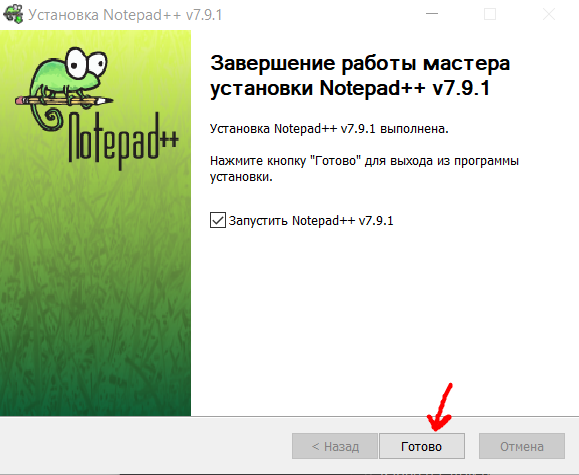 Установка Notepad++ v7.9.1
Notepad++
Завершение работы мастера
установки Notepad++ v7.9.1
Установка Notepad++ v7.9.1 выполнена.
Нажмите кнопку "Готово" для выхода из программы
установки.
Запустить Notepad++ v7.9.1
< Назад
Готово
Отмена